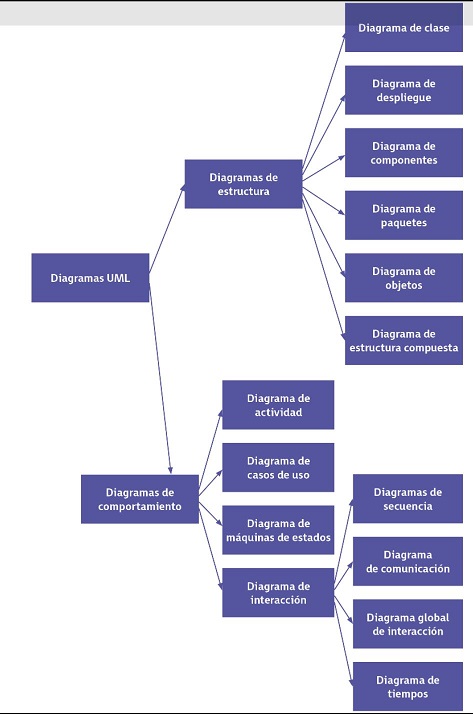 Diagrama de clase
Diagrama de
despliegue
Diagrama de
componentes
Diagramas de
estructura
Diagrama de
paquetes
Diagramas UML
Diagrama de
objetos
Diagrama de
estructura compuesta
Diagrama de
actividad
Diagrama de
casos de uso
Diagramas de
comportamiento
Diagramas de
secuencia
Diagrama de
máquinas de estados
Diagrama
de comunicación
Diagrama de
interacción
Diagrama global
de interacción
Diagrama de
tiempos